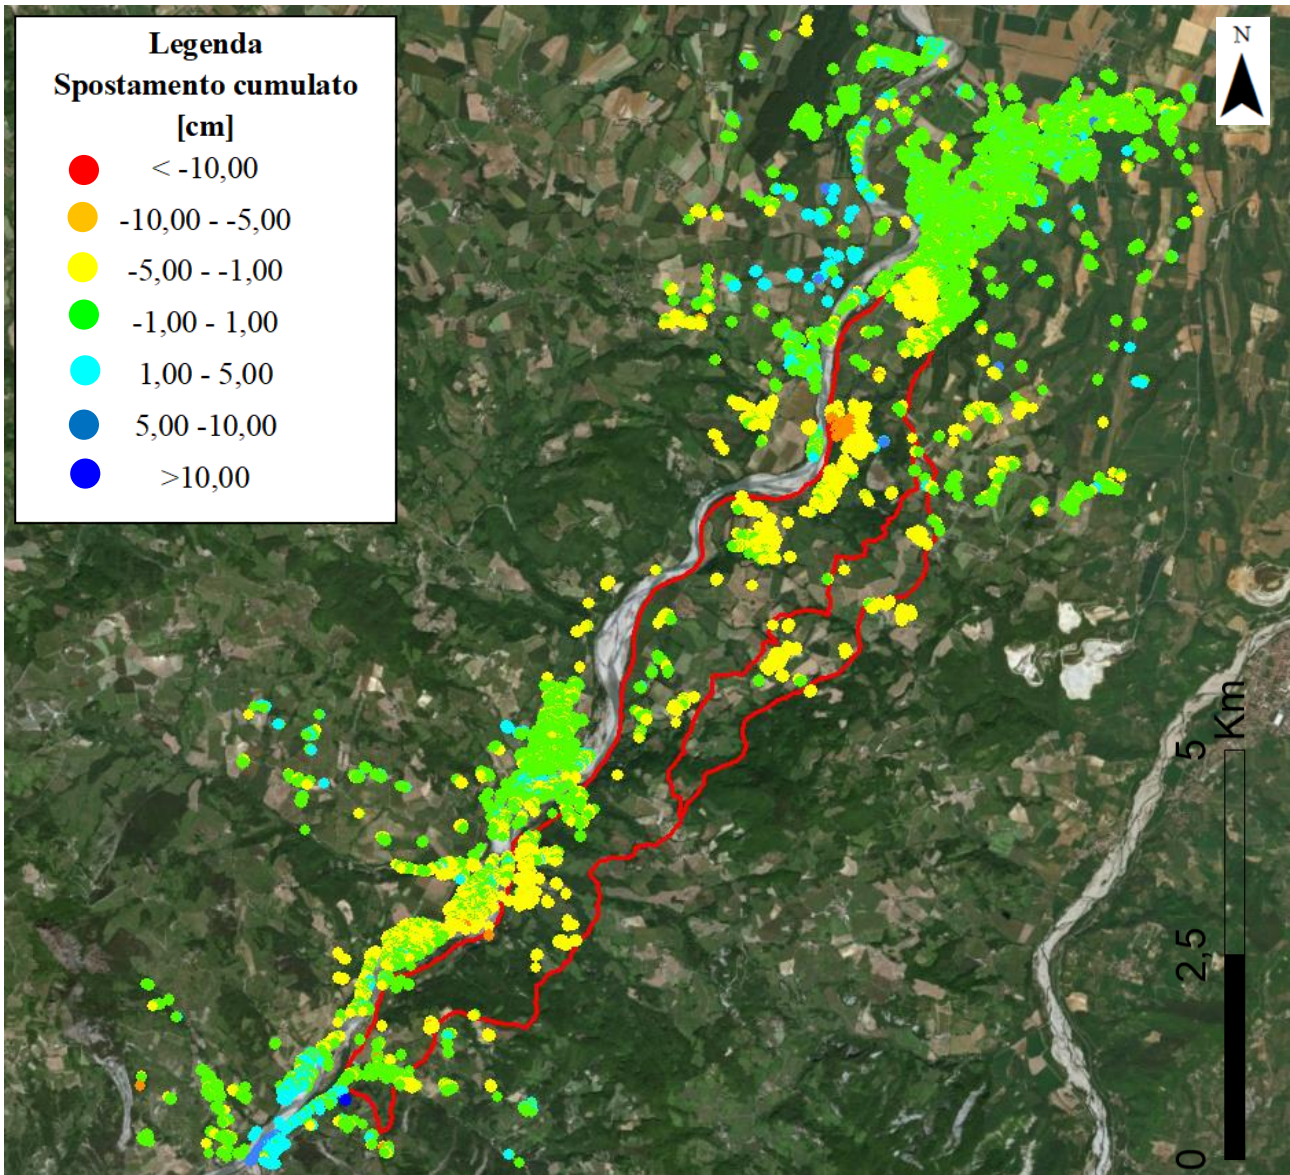 Legenda
Spostamento cumulato
[cm]
< -10,00
-10,00 - -5,00
-5,00 - -1,00
-1,00 - 1,00
1,00 - 5,00
5,00 -10,00
>10,00
N
Km
5
2,5
0